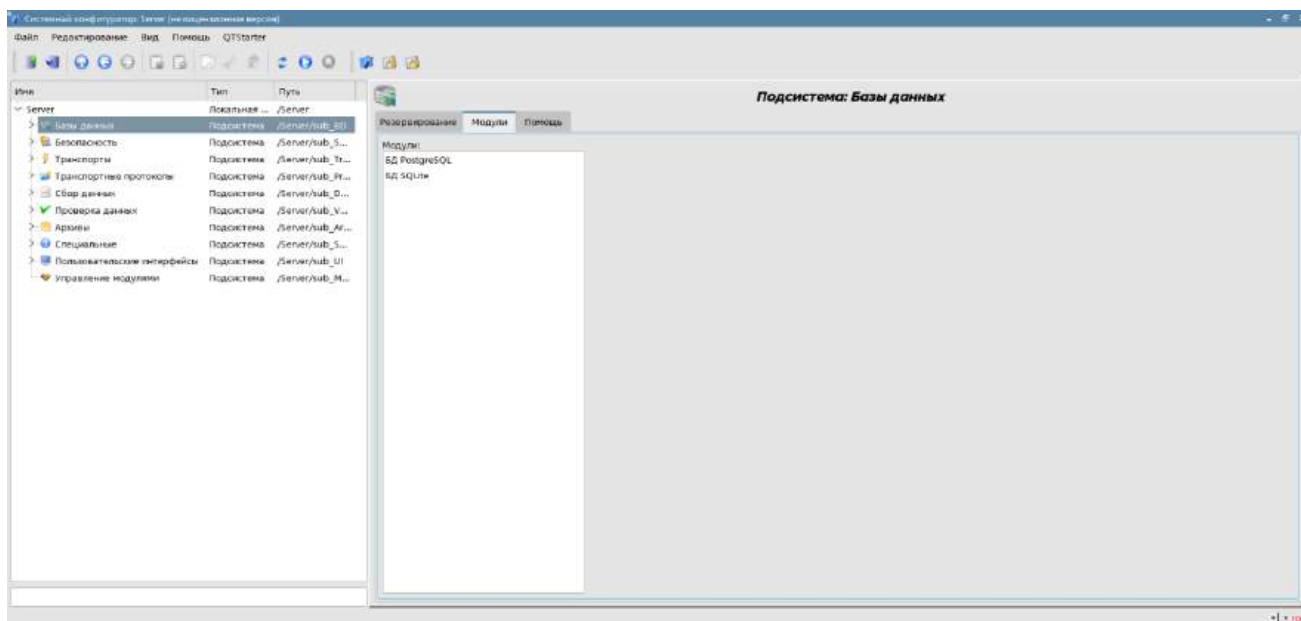 Системный конфигуратор: Server (не лицензионная версия)
Файл Редактирование Вид Помощь QTStarter
Имя Тип Путь
Server Локальная ... /Server
Базы данных Подсистема /Server/sub_BD
Безопасность Подсистема /Server/sub_S...
Транспорты Подсистема /Server/sub_Tr...
Транспортные протоколы Подсистема /Server/sub_Pr...
Сбор данных Подсистема /Server/sub_D...
Проверка данных Подсистема /Server/sub_V...
Архивы Подсистема /Server/sub_Ar...
Специальные Подсистема /Server/sub_S...
Пользовательские интерфейсы Подсистема /Server/sub_UI
Управление модулями Подсистема /Server/sub_M...
Подсистема: Базы данных
Резервирование Модули Помощь
Модули:
БД PostgreSQL
БД SQLite